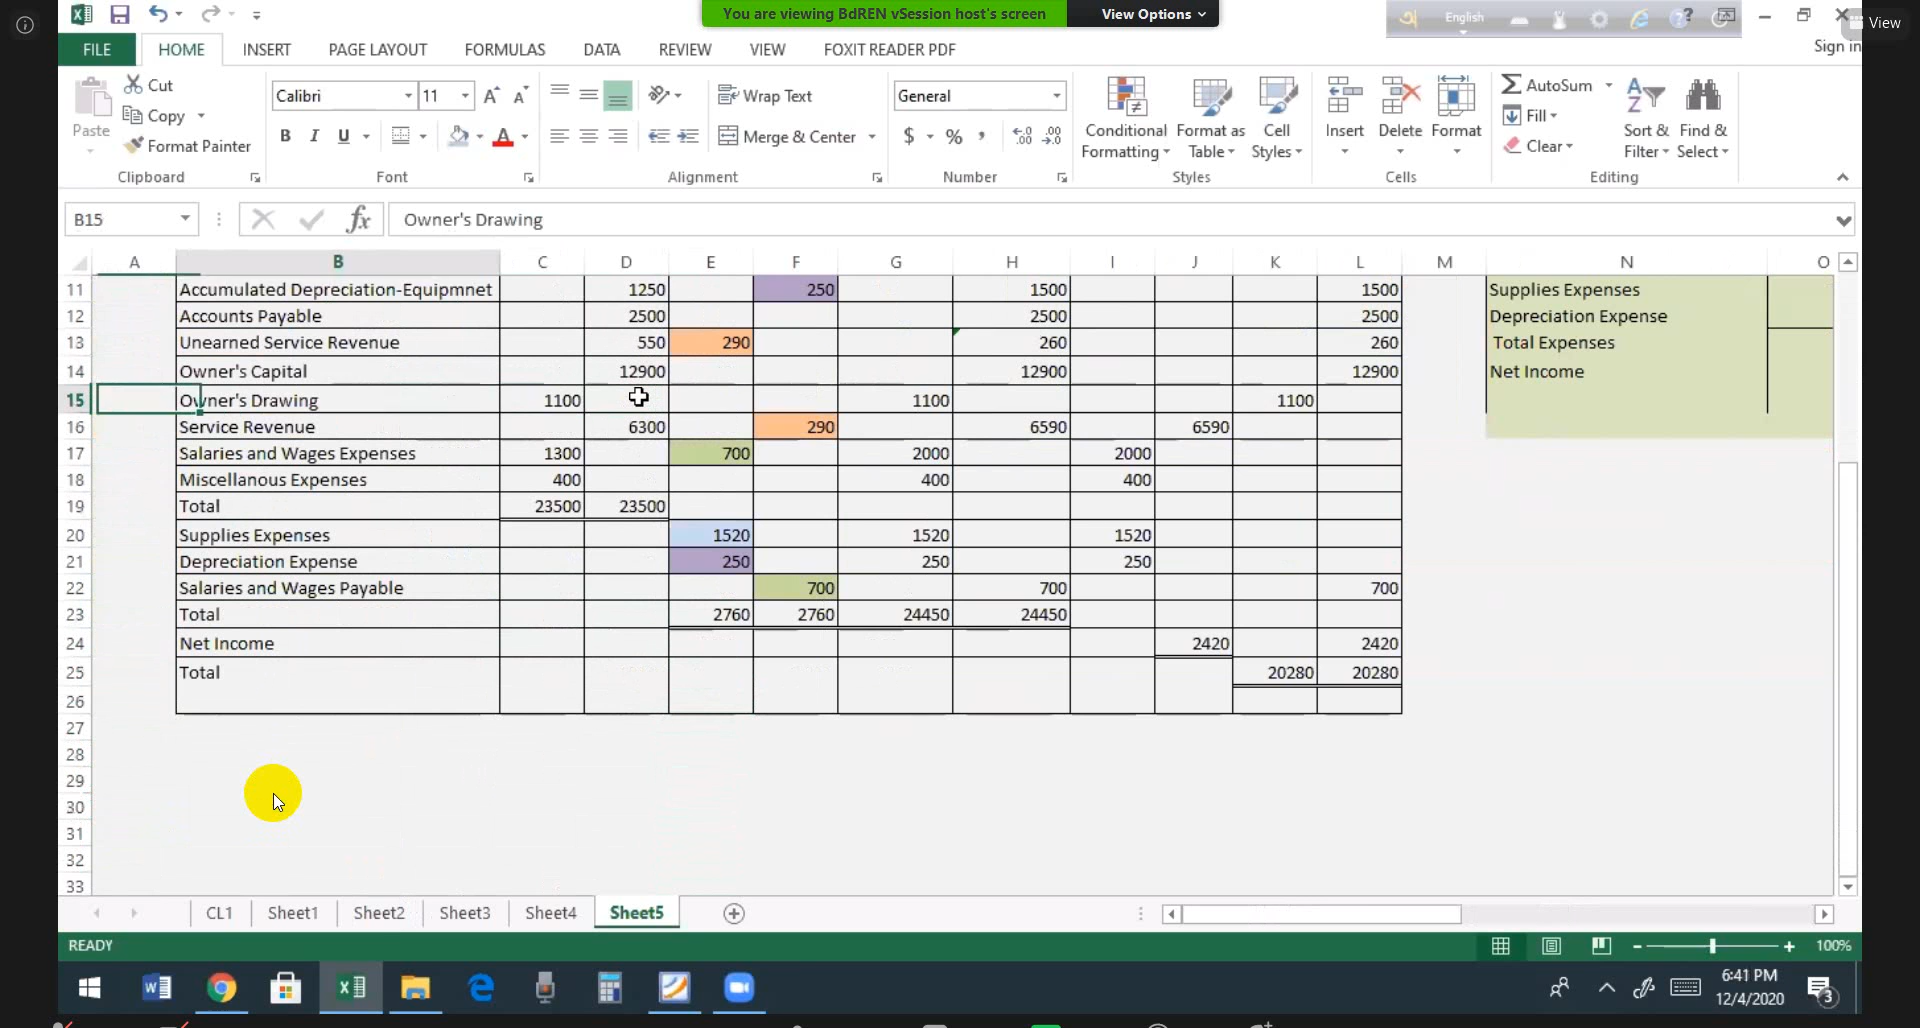 You are viewing BdREN vSession host's screen View Options
English
View
FILE HOME INSERT PAGE LAYOUT FORMULAS DATA REVIEW VIEW FOXIT READER PDF
Sign in
Paste
Cut
Copy
Format Painter
Clipboard
Calibri 11
B I U
Font
Wrap Text
Merge & Center
Alignment
General
$ %
Number
Conditional Formatting
Format as Table
Cell Styles
Styles
Insert Delete Format
Cells
AutoSum
Fill
Clear
Sort & Filter
Find & Select
Editing
B15 fx Owner's Drawing
A B C D E F G H I J K L M N O
11 Accumulated Depreciation-Equipmnet 1250 250 1500 1500 Supplies Expenses
12 Accounts Payable 2500 2500 2500 Depreciation Expense
13 Unearned Service Revenue 550 290 260 260 Total Expenses
14 Owner's Capital 12900 12900 12900 Net Income
15 Owner's Drawing 1100 1100 1100
16 Service Revenue 6300 290 6590 6590
17 Salaries and Wages Expenses 1300 700 2000 2000
18 Miscellanous Expenses 400 400 400
19 Total 23500 23500
20 Supplies Expenses 1520 1520 1520
21 Depreciation Expense 250 250 250
22 Salaries and Wages Payable 700 700 700
23 Total 2760 2760 24450 24450
24 Net Income 2420 2420
25 Total 20280 20280
26
27
28
29
30
31
32
33
CL1 Sheet1 Sheet2 Sheet3 Sheet4 Sheet5
READY 100%
6:41 PM
12/4/2020
3